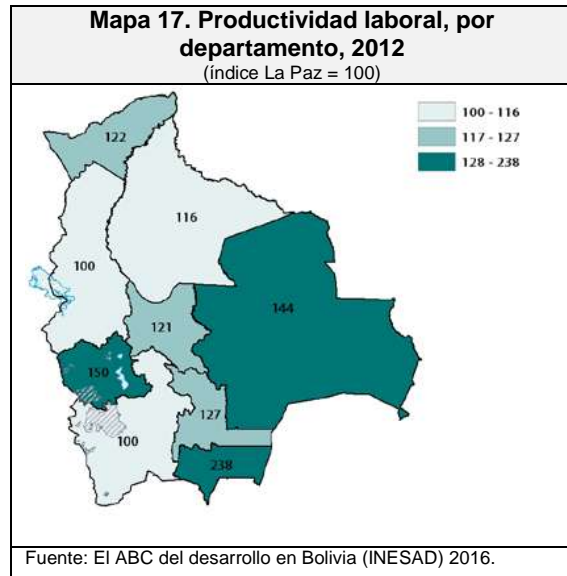 Mapa 17. Productividad laboral, por
departamento, 2012
(índice La Paz = 100)
100 - 116
117 - 127
128 - 238
122
116
100
144
121
150
127
100
238
Fuente: El ABC del desarrollo en Bolivia (INESAD) 2016.